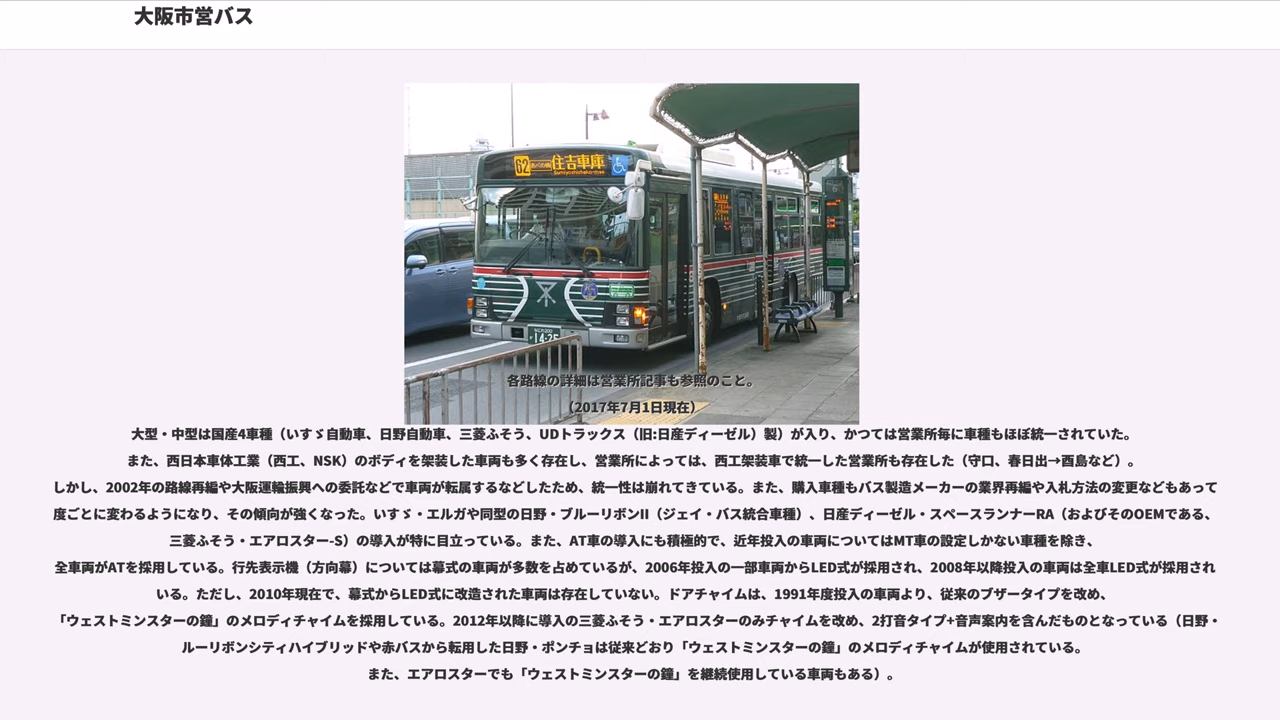 大阪市営バス
62
住吉車庫
Sumiyoshishako-mae
14-25
各路線の詳細は営業所記事も参照のこと。
（2017年7月1日現在）
大型・中型は国産4車種（いすゞ自動車、日野自動車、三菱ふそう、UDトラックス（旧:日産ディーゼル）製）が入り、かつては営業所毎に車種もほぼ統一されていた。
また、西日本車体工業（西工、NSK）のボディを架装した車両も多く存在し、営業所によっては、西工架装車で統一した営業所も存在した（守口、春日出→酉島など）。
しかし、2002年の路線再編や大阪運輸振興への委託などで車両が転属するなどしたため、統一性は崩れてきている。また、購入車種もバス製造メーカーの業界再編や入札方法の変更などもあって
度ごとに変わるようになり、その傾向が強くなった。いすゞ・エルガや同型の日野・ブルーリボンII（ジェイ・バス統合車種）、日産ディーゼル・スペースランナーRA（およびそのOEMである、
三菱ふそう・エアロスター-S）の導入が特に目立っている。また、AT車の導入にも積極的で、近年投入の車両についてはMT車の設定しかない車種を除き、
全車両がATを採用している。行先表示機（方向幕）については幕式の車両が多数を占めているが、2006年投入の一部車両からLED式が採用され、2008年以降投入の車両は全車LED式が採用され
いる。ただし、2010年現在で、幕式からLED式に改造された車両は存在していない。ドアチャイムは、1991年度投入の車両より、従来のブザータイプを改め、
「ウェストミンスターの鐘」のメロディチャイムを採用している。2012年以降に導入の三菱ふそう・エアロスターのみチャイムを改め、2打音タイプ+音声案内を含んだものとなっている（日野・
ルーリボンシティハイブリッドや赤バスから転用した日野・ポンチョは従来どおり「ウェストミンスターの鐘」のメロディチャイムが使用されている。
また、エアロスターでも「ウェストミンスターの鐘」を継続使用している車両もある）。